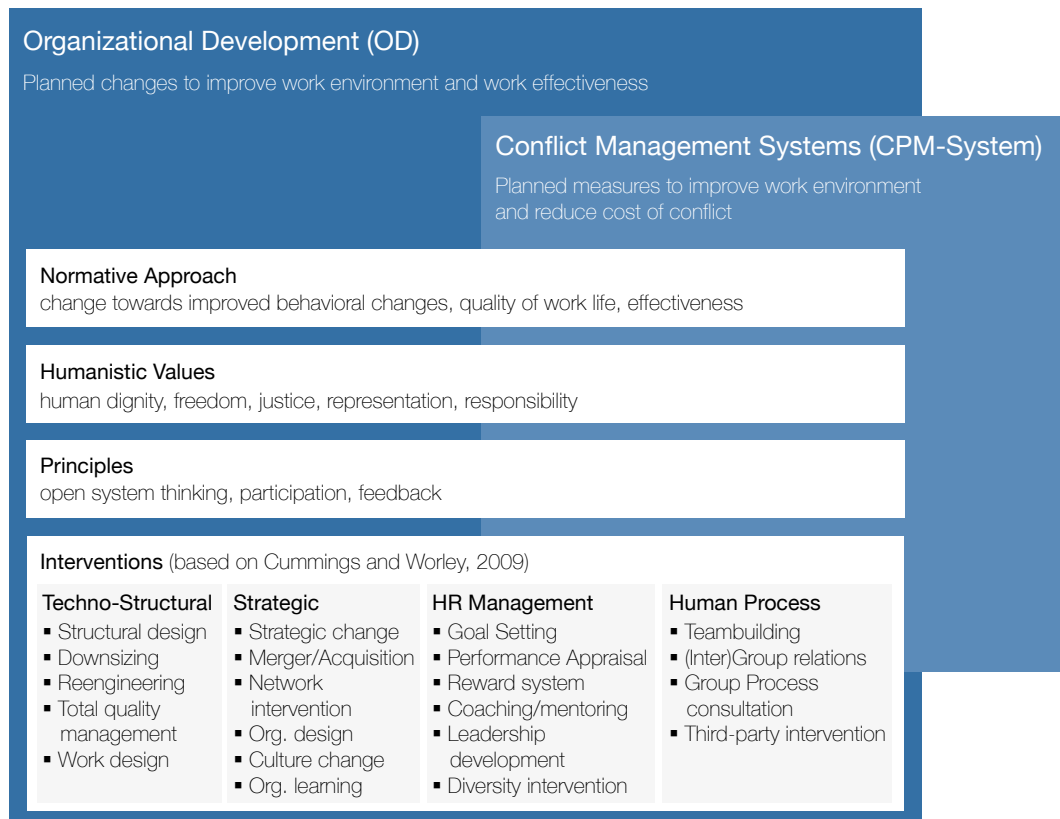 Organizational Development (OD)
Planned changes to improve work environment and work effectiveness
Conflict Management Systems (CPM-System)
Planned measures to improve work environment
and reduce cost of conflict
Normative Approach
change towards improved behavioral changes, quality of work life, effectiveness
Humanistic Values
human dignity, freedom, justice, representation, responsibility
Principles
open system thinking, participation, feedback
Interventions (based on Cummings and Worley, 2009)
Techno-Structural
▪ Structural design
▪ Downsizing
▪ Reengineering
▪ Total quality
management
▪ Work design
Strategic
▪ Strategic change
▪ Merger/Acquisition
▪ Network
intervention
▪ Org. design
▪ Culture change
▪ Org. learning
HR Management
▪ Goal Setting
▪ Performance Appraisal
▪ Reward system
▪ Coaching/mentoring
▪ Leadership
development
▪ Diversity intervention
Human Process
▪ Teambuilding
▪ (Inter)Group relations
▪ Group Process
consultation
▪ Third-party intervention